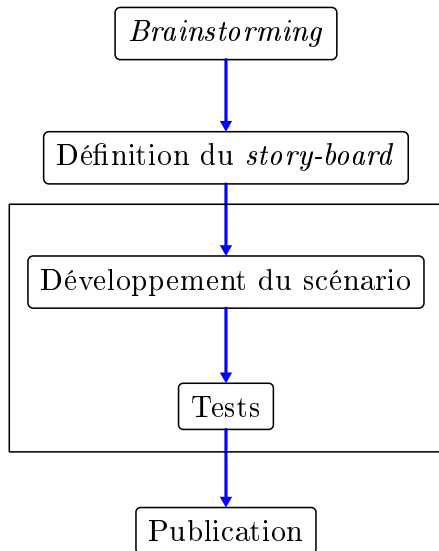 Brainstorming
Définition du story-board
Développement du scénario
Tests
Publication